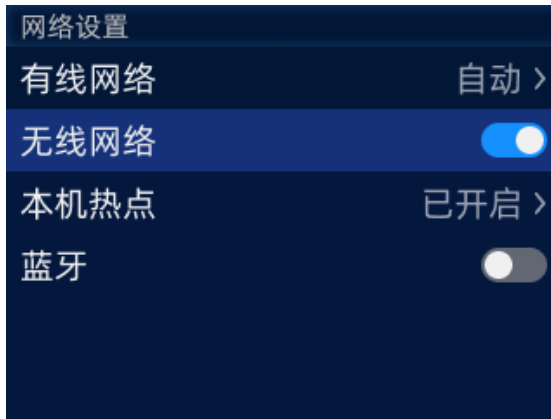 网络设置
有线网络 自动 >
无线网络
本机热点 已开启 >
蓝牙